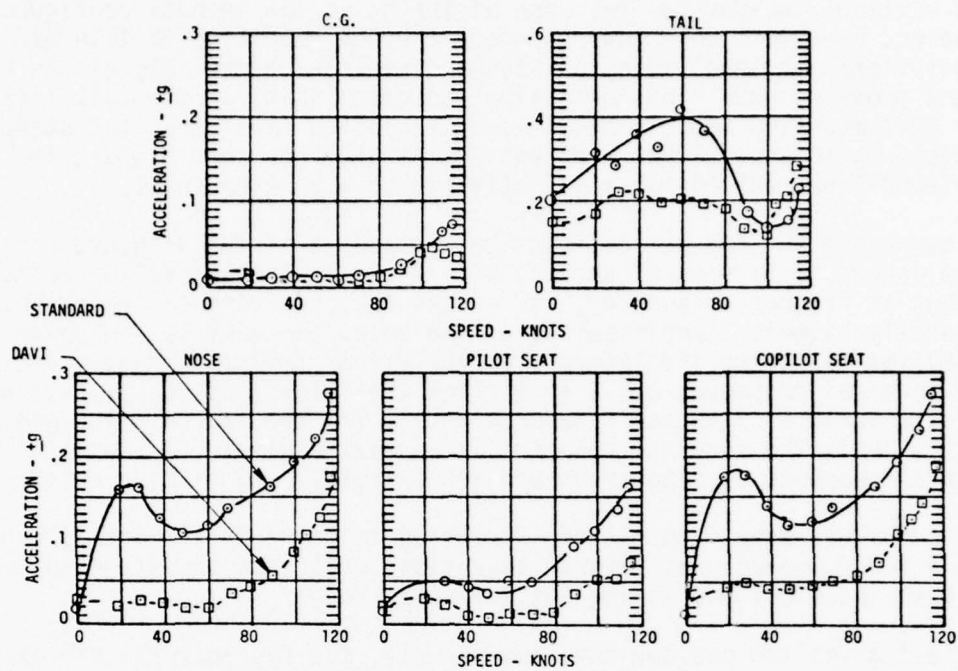 C.G.
TAIL
.3
.2
.1
0
ACCELERATION - ±g
0 40 80 120
.6
.4
.2
0
0 40 80 120
SPEED - KNOTS
STANDARD
DAVI
NOSE
PILOT SEAT
COPILOT SEAT
.3
.2
.1
0
ACCELERATION - ±g
0 40 80 120
0 40 80 120
0 40 80 120
SPEED - KNOTS